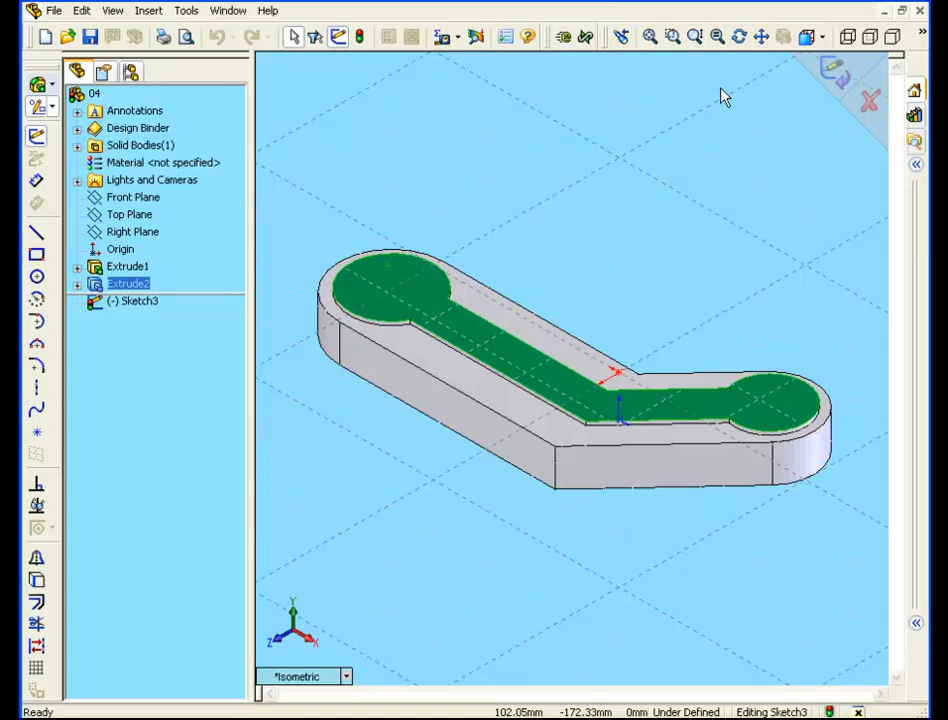 File Edit View Insert Tools Window Help
04
Annotations
Design Binder
Solid Bodies(1)
Material <not specified>
Lights and Cameras
Front Plane
Top Plane
Right Plane
Origin
Extrude1
Extrude2
(-) Sketch3
Y
Z X
*Isometric
Ready 102.05mm -172.33mm 0mm Under Defined Editing Sketch3